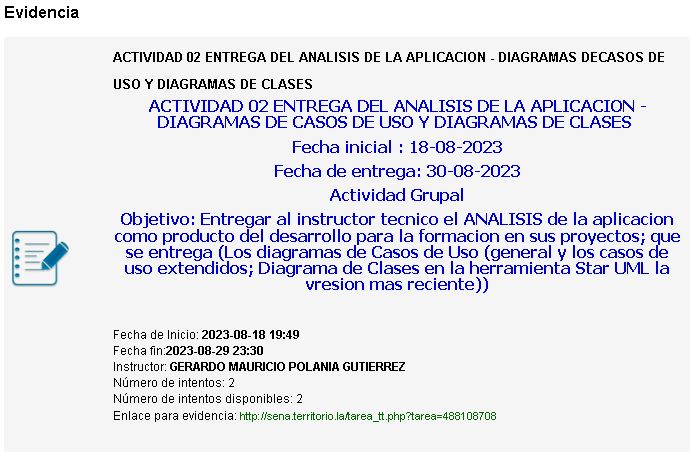 Evidencia
ACTIVIDAD 02 ENTREGA DEL ANALISIS DE LA APLICACION - DIAGRAMAS DECASOS DE
USO Y DIAGRAMAS DE CLASES
ACTIVIDAD 02 ENTREGA DEL ANALISIS DE LA APLICACION -
DIAGRAMAS DE CASOS DE USO Y DIAGRAMAS DE CLASES
Fecha inicial : 18-08-2023
Fecha de entrega: 30-08-2023
Actividad Grupal
Objetivo: Entregar al instructor tecnico el ANALISIS de la aplicacion
como producto del desarrollo para la formacion en sus proyectos; que
se entrega (Los diagramas de Casos de Uso (general y los casos de
uso extendidos; Diagrama de Clases en la herramienta Star UML la
vresion mas reciente))
Fecha de Inicio: 2023-08-18 19:49
Fecha fin:2023-08-29 23:30
Instructor: GERARDO MAURICIO POLANIA GUTIERREZ
Número de intentos: 2
Número de intentos disponibles: 2
Enlace para evidencia: http://sena.territorio.la/tarea_tt.php?tarea=488108708